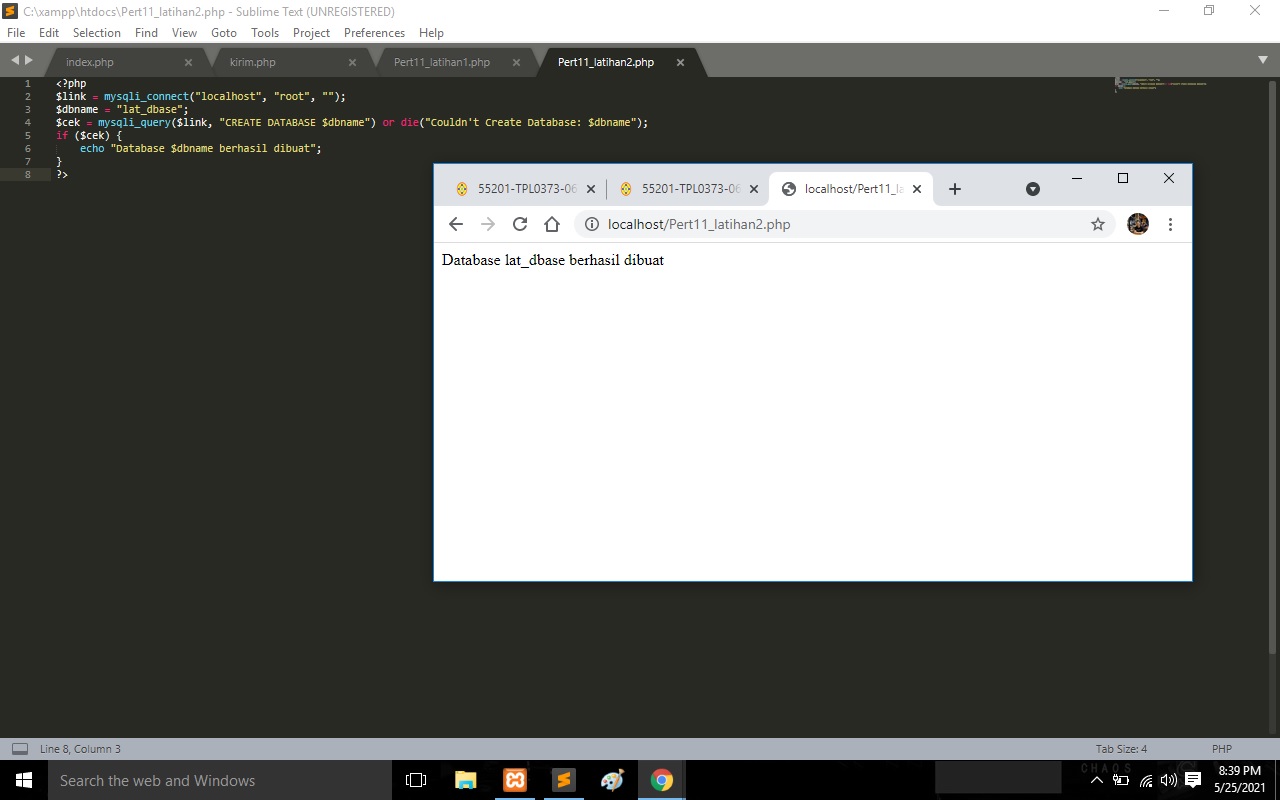 C:\xampp\htdocs\Pert11_latihan2.php - Sublime Text (UNREGISTERED)
File Edit Selection Find View Goto Tools Project Preferences Help
index.php kirim.php Pert11_latihan1.php Pert11_latihan2.php
1 <?php
2 $link = mysqli_connect("localhost", "root", "");
3 $dbname = "lat_dbase";
4 $cek = mysqli_query($link, "CREATE DATABASE $dbname") or die("Couldn't Create Database: $dbname");
5 if ($cek) {
6 echo "Database $dbname berhasil dibuat";
7 }
8 ?>
55201-TPL0373-06 55201-TPL0373-06 localhost/Pert11_la
localhost/Pert11_latihan2.php
Database lat_dbase berhasil dibuat
Line 8, Column 3 Tab Size: 4 PHP
Search the web and Windows
CHAOS
8:39 PM
5/25/2021